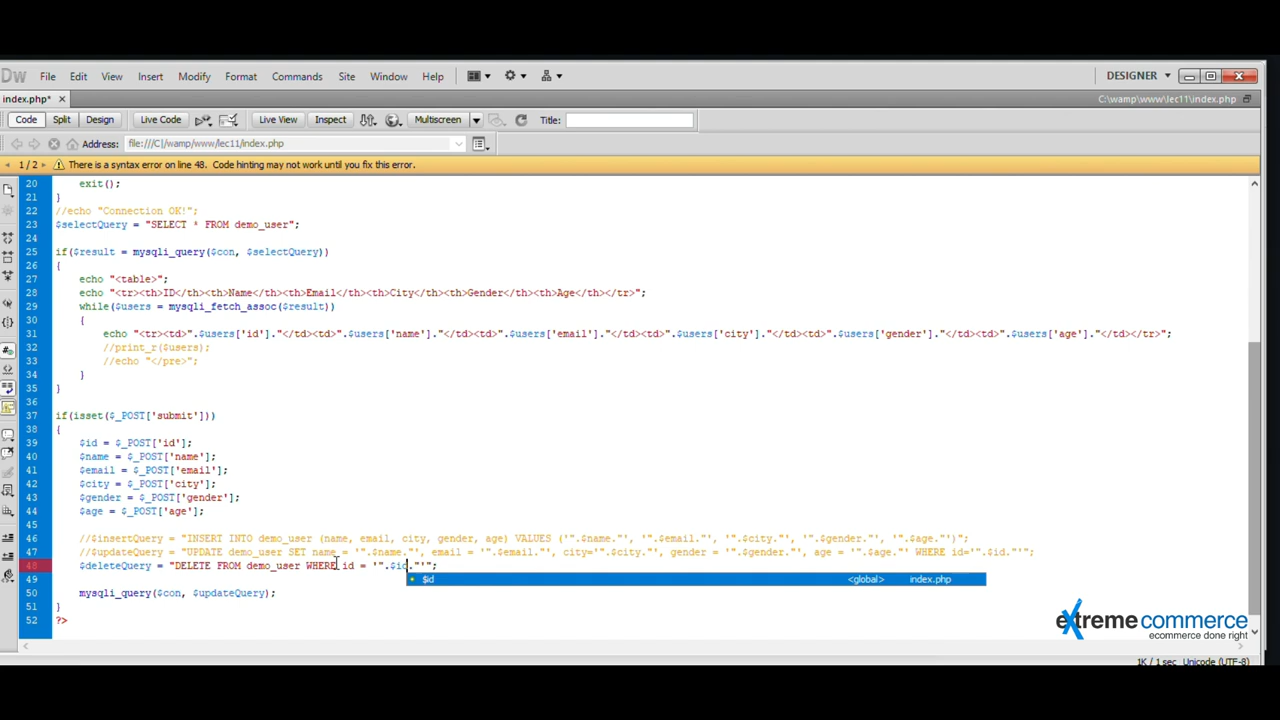 Dw File Edit View Insert Modify Format Commands Site Window Help DESIGNER
index.php* C:\wamp\www\lec11\index.php
Code Split Design Live Code Live View Inspect Multiscreen Title:
Address: file:///C|/wamp/www/lec11/index.php
1 / 2 There is a syntax error on line 48. Code hinting may not work until you fix this error.
20 exit();
21 }
22 //echo "Connection OK!";
23 $selectQuery = "SELECT * FROM demo_user";
24
25 if($result = mysqli_query($con, $selectQuery))
26 {
27 echo "<table>";
28 echo "<tr><th>ID</th><th>Name</th><th>Email</th><th>City</th><th>Gender</th><th>Age</th></tr>";
29 while($users = mysqli_fetch_assoc($result))
30 {
31 echo "<tr><td>".$users['id']."</td><td>".$users['name']."</td><td>".$users['email']."</td><td>".$users['city']."</td><td>".$users['gender']."</td><td>".$users['age']."</td></tr>";
32 //print_r($users);
33 //echo "</pre>";
34 }
35 }
36
37 if(isset($_POST['submit']))
38 {
39 $id = $_POST['id'];
40 $name = $_POST['name'];
41 $email = $_POST['email'];
42 $city = $_POST['city'];
43 $gender = $_POST['gender'];
44 $age = $_POST['age'];
45
46 //$insertQuery = "INSERT INTO demo_user (name, email, city, gender, age) VALUES ('".$name."', '".$email."', '".$city."', '".$gender."', '".$age."')";
47 //$updateQuery = "UPDATE demo_user SET name = '".$name."', email = '".$email."', city='".$city."', gender = '".$gender."', age = '".$age."' WHERE id='".$id."'";
48 $deleteQuery = "DELETE FROM demo_user WHERE id = '".$id."'";
49 $id <global> index.php
50 mysqli_query($con, $updateQuery);
51 }
52 ?>
extreme commerce
ecommerce done right
1K / 1 sec Unicode (UTF-8)